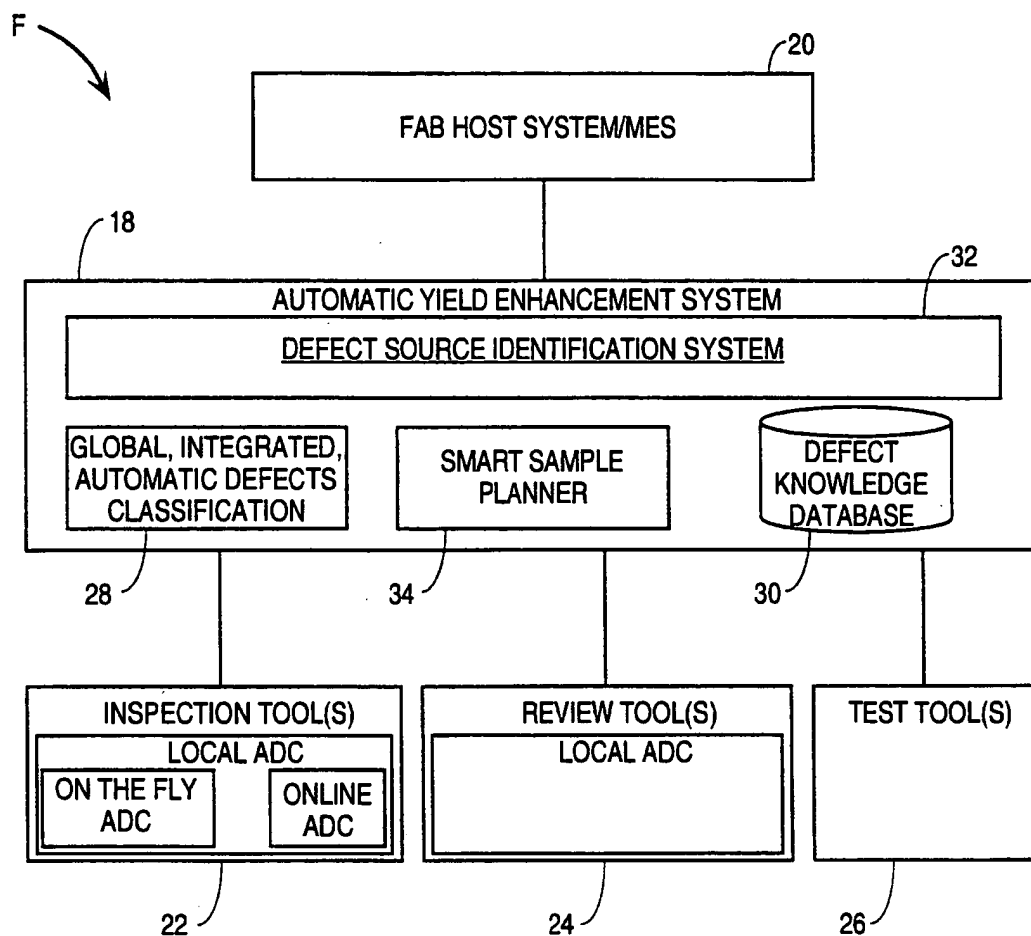 F
20
FAB HOST SYSTEM/MES
18
32
AUTOMATIC YIELD ENHANCEMENT SYSTEM
DEFECT SOURCE IDENTIFICATION SYSTEM
GLOBAL, INTEGRATED,
AUTOMATIC DEFECTS
CLASSIFICATION
SMART SAMPLE
PLANNER
DEFECT
KNOWLEDGE
DATABASE
28
34
30
INSPECTION TOOL(S)
LOCAL ADC
ON THE FLY
ADC
ONLINE
ADC
REVIEW TOOL(S)
LOCAL ADC
TEST TOOL(S)
22
24
26